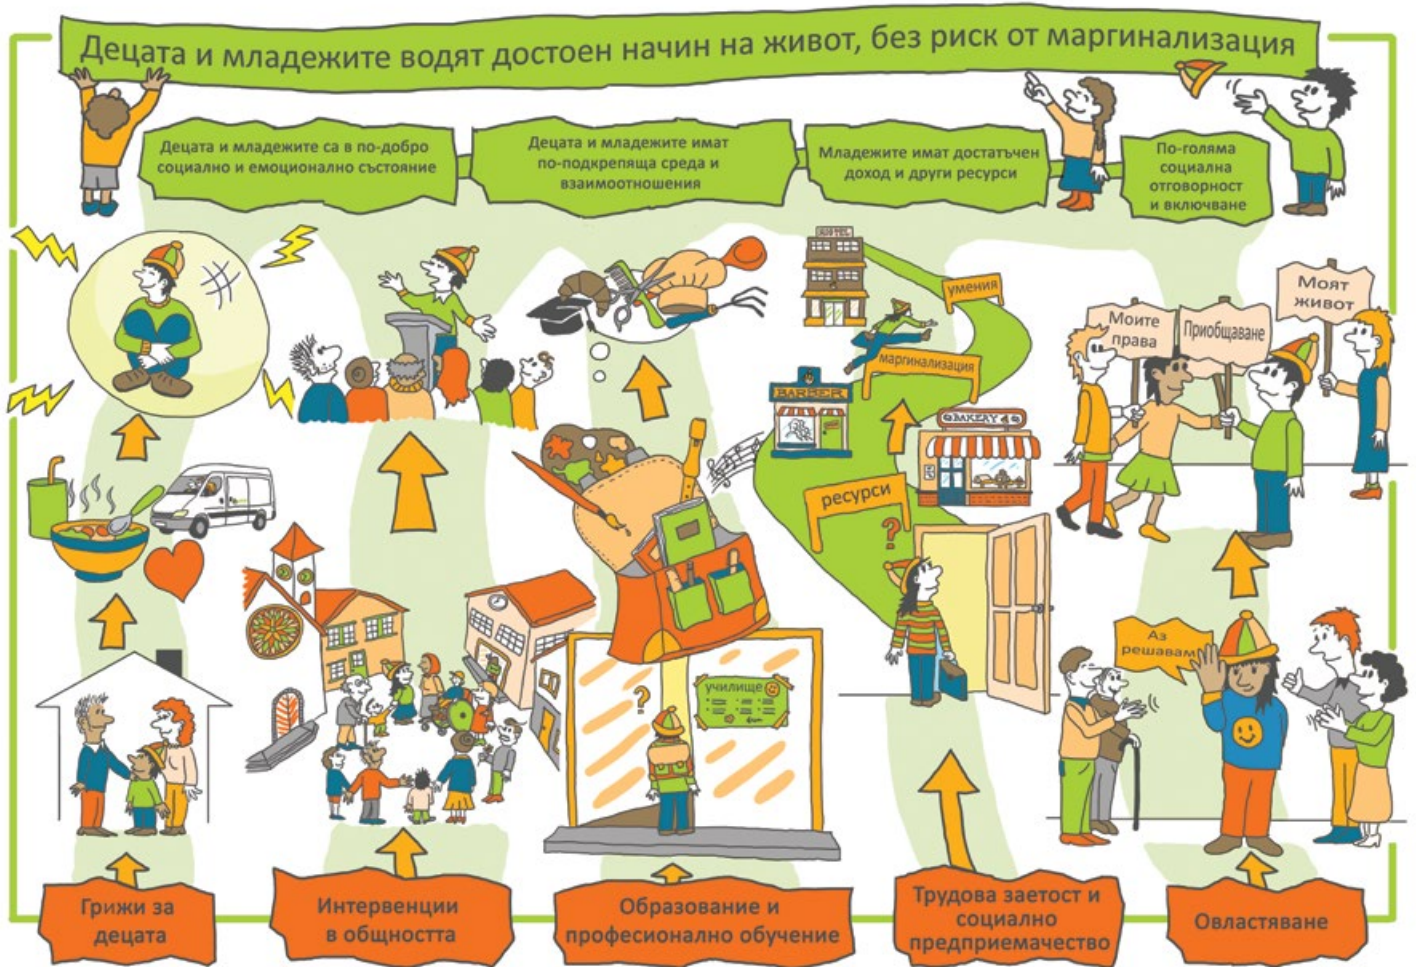 Децата и младежите водят достоен начин на живот, без риск от маргинализация
Децата и младежите са в по-добро
социално и емоционално състояние
Децата и младежите имат
по-подкрепяща среда и
взаимоотношения
Младежите имат достатъчен
доход и други ресурси
По-голяма
социална
отговорност
и включване
HOSTEL
умения
маргинализация
BARBER
BAKERY
ресурси
Моите
права
Приобщаване
Моят
живот
училище
Аз
решавам
Грижи за
децата
Интервенции
в общността
Образование и
професионално обучение
Трудова заетост и
социално
предприемачество
Овластяване